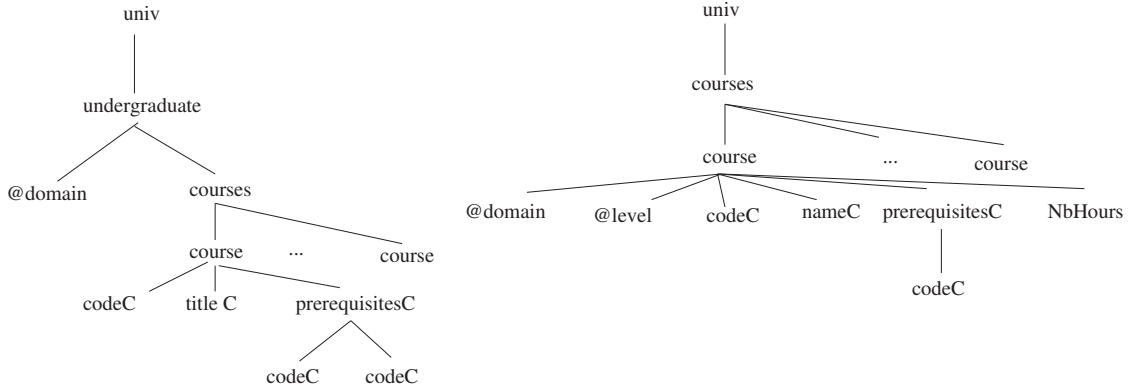 univ
undergraduate
@domain
courses
course ... course
codeC title C prerequisitesC
codeC codeC
univ
courses
course ... course
@domain @level codeC nameC prerequisitesC NbHours
codeC